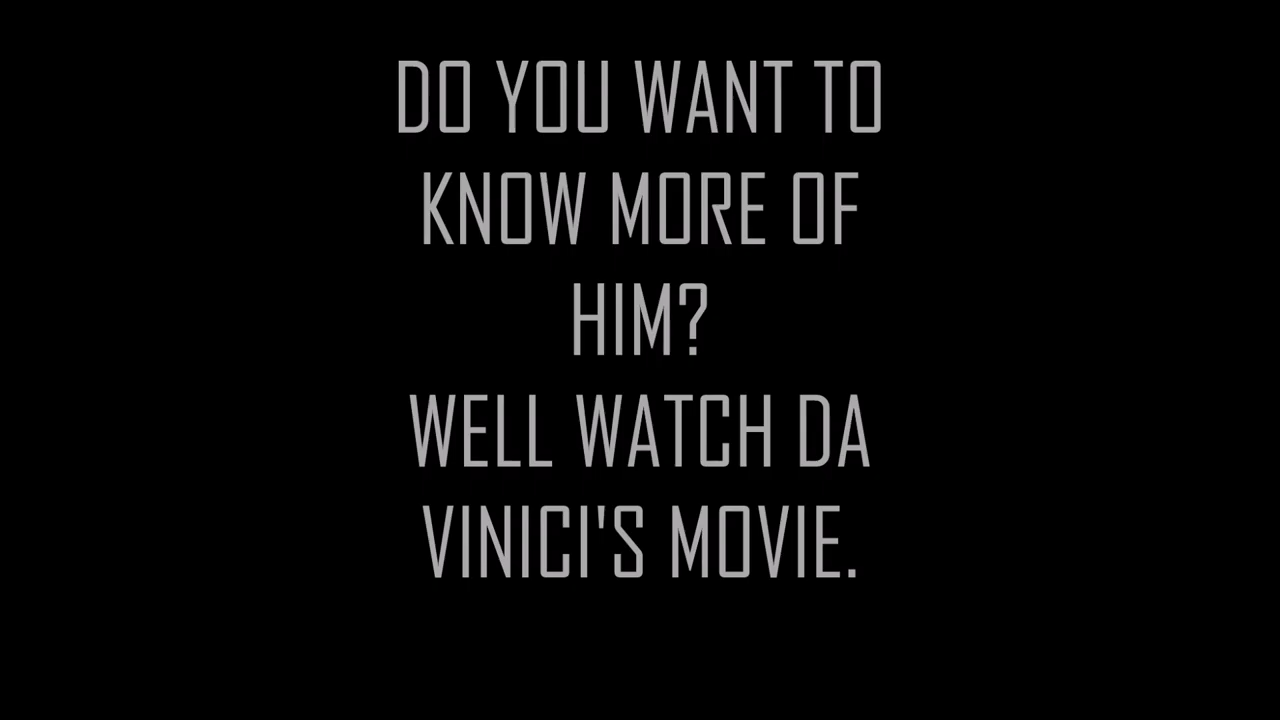 DO YOU WANT TO
KNOW MORE OF
HIM?
WELL WATCH DA
VINICI'S MOVIE.